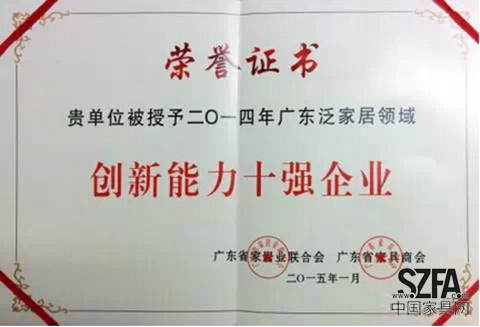 荣誉证书
贵单位被授予二〇一四年广东泛家居领域
创新能力十强企业
广东省家居业联合会 广东省家具商会
二〇一五年一月
SZFA
中国家具网